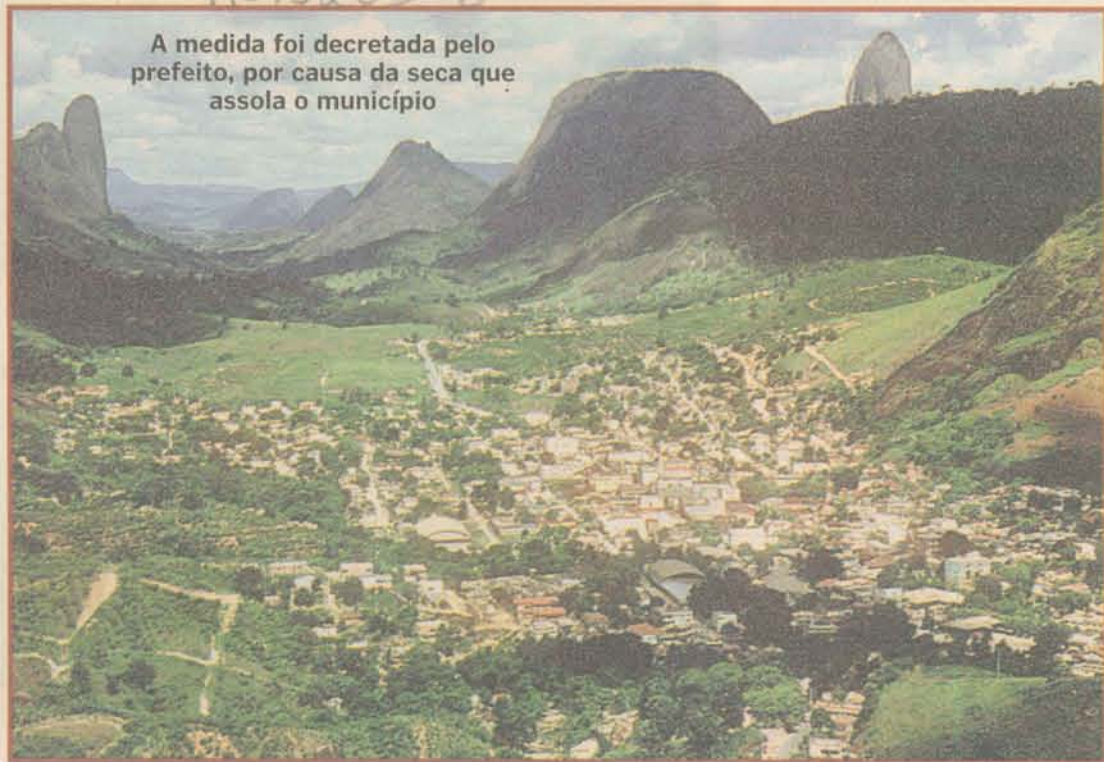 A medida foi decretada pelo
prefeito, por causa da seca que
assola o município